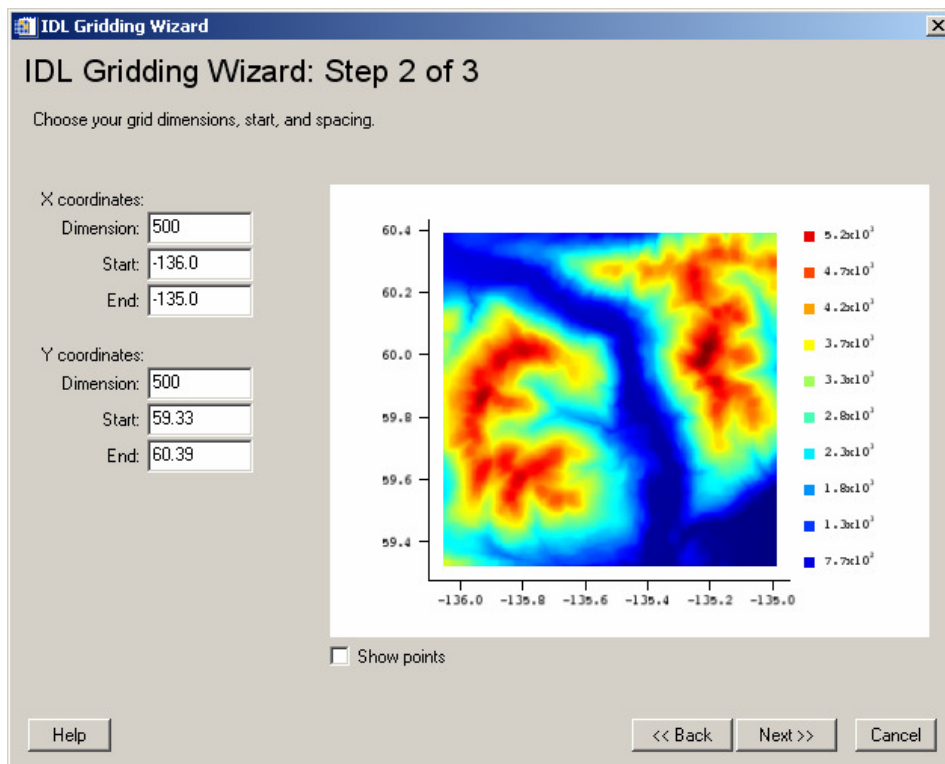 IDL Gridding Wizard
IDL Gridding Wizard: Step 2 of 3
Choose your grid dimensions, start, and spacing.
X coordinates:
Dimension: 500
Start: -136.0
End: -135.0
Y coordinates:
Dimension: 500
Start: 59.33
End: 60.39
60.4
60.2
60.0
59.8
59.6
59.4
-136.0 -135.8 -135.6 -135.4 -135.2 -135.0
5.2x10³
4.7x10³
4.2x10³
3.7x10³
3.3x10³
2.8x10³
2.3x10³
1.8x10³
1.3x10³
7.7x10²
Show points
Help
<< Back
Next >>
Cancel